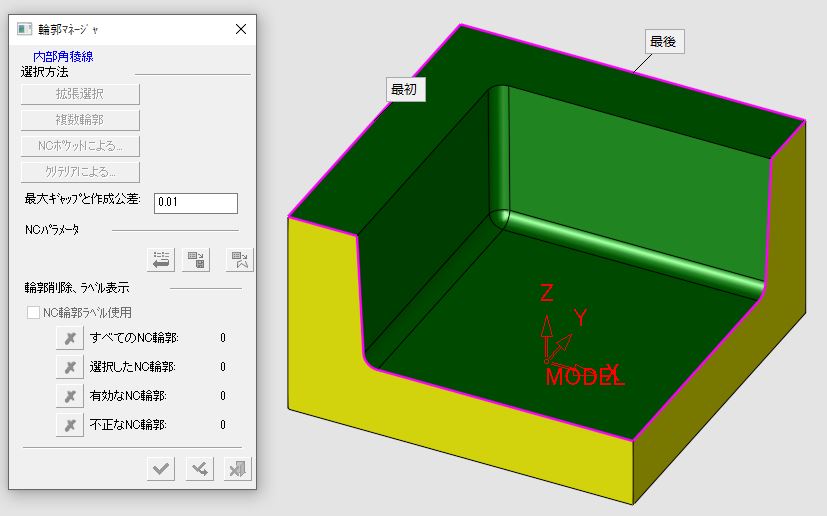 輪郭ﾏﾈｰｼﾞｬ
内部角稜線
選択方法
拡張選択
複数輪郭
NCﾎﾟｹｯﾄによる...
ｸﾘﾃﾘｱによる...
最大ｷﾞｬｯﾌﾟと作成公差:
0.01
NCﾊﾟﾗﾒｰﾀ
輪郭削除、ﾗﾍﾞﾙ表示
NC輪郭ﾗﾍﾞﾙ使用
すべてのNC輪郭: 0
選択したNC輪郭: 0
有効なNC輪郭: 0
不正なNC輪郭: 0
最初
最後
Z
Y
X
MODEL